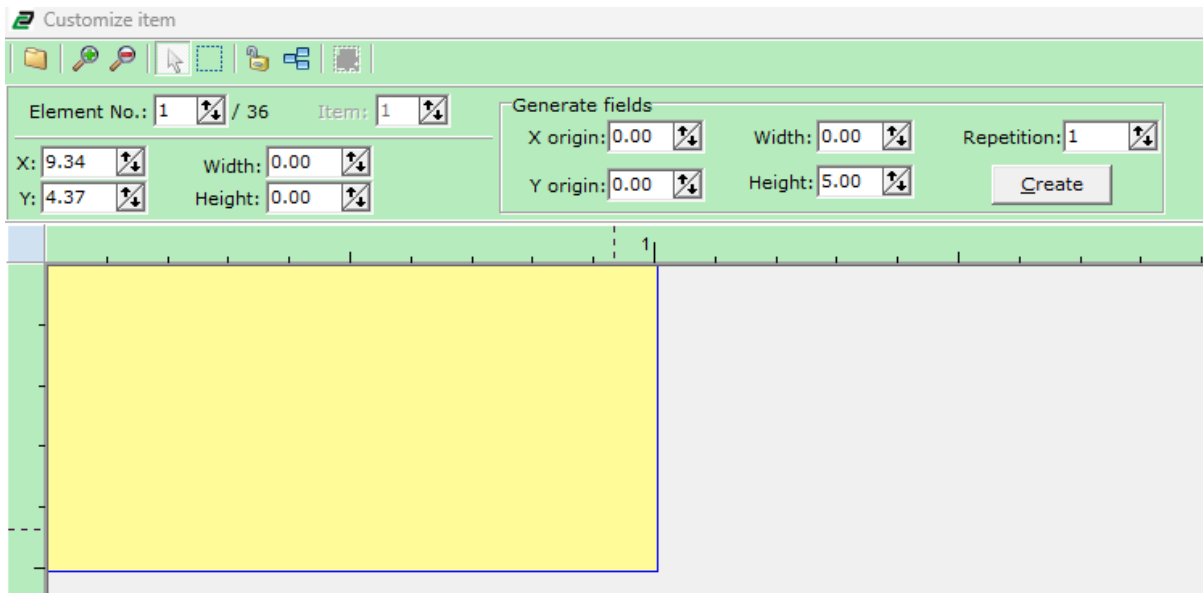 Customize item
Element No.: 1 / 36 Item: 1
X: 9.34 Width: 0.00
Y: 4.37 Height: 0.00
Generate fields
X origin: 0.00 Width: 0.00 Repetition: 1
Y origin: 0.00 Height: 5.00 Create
1